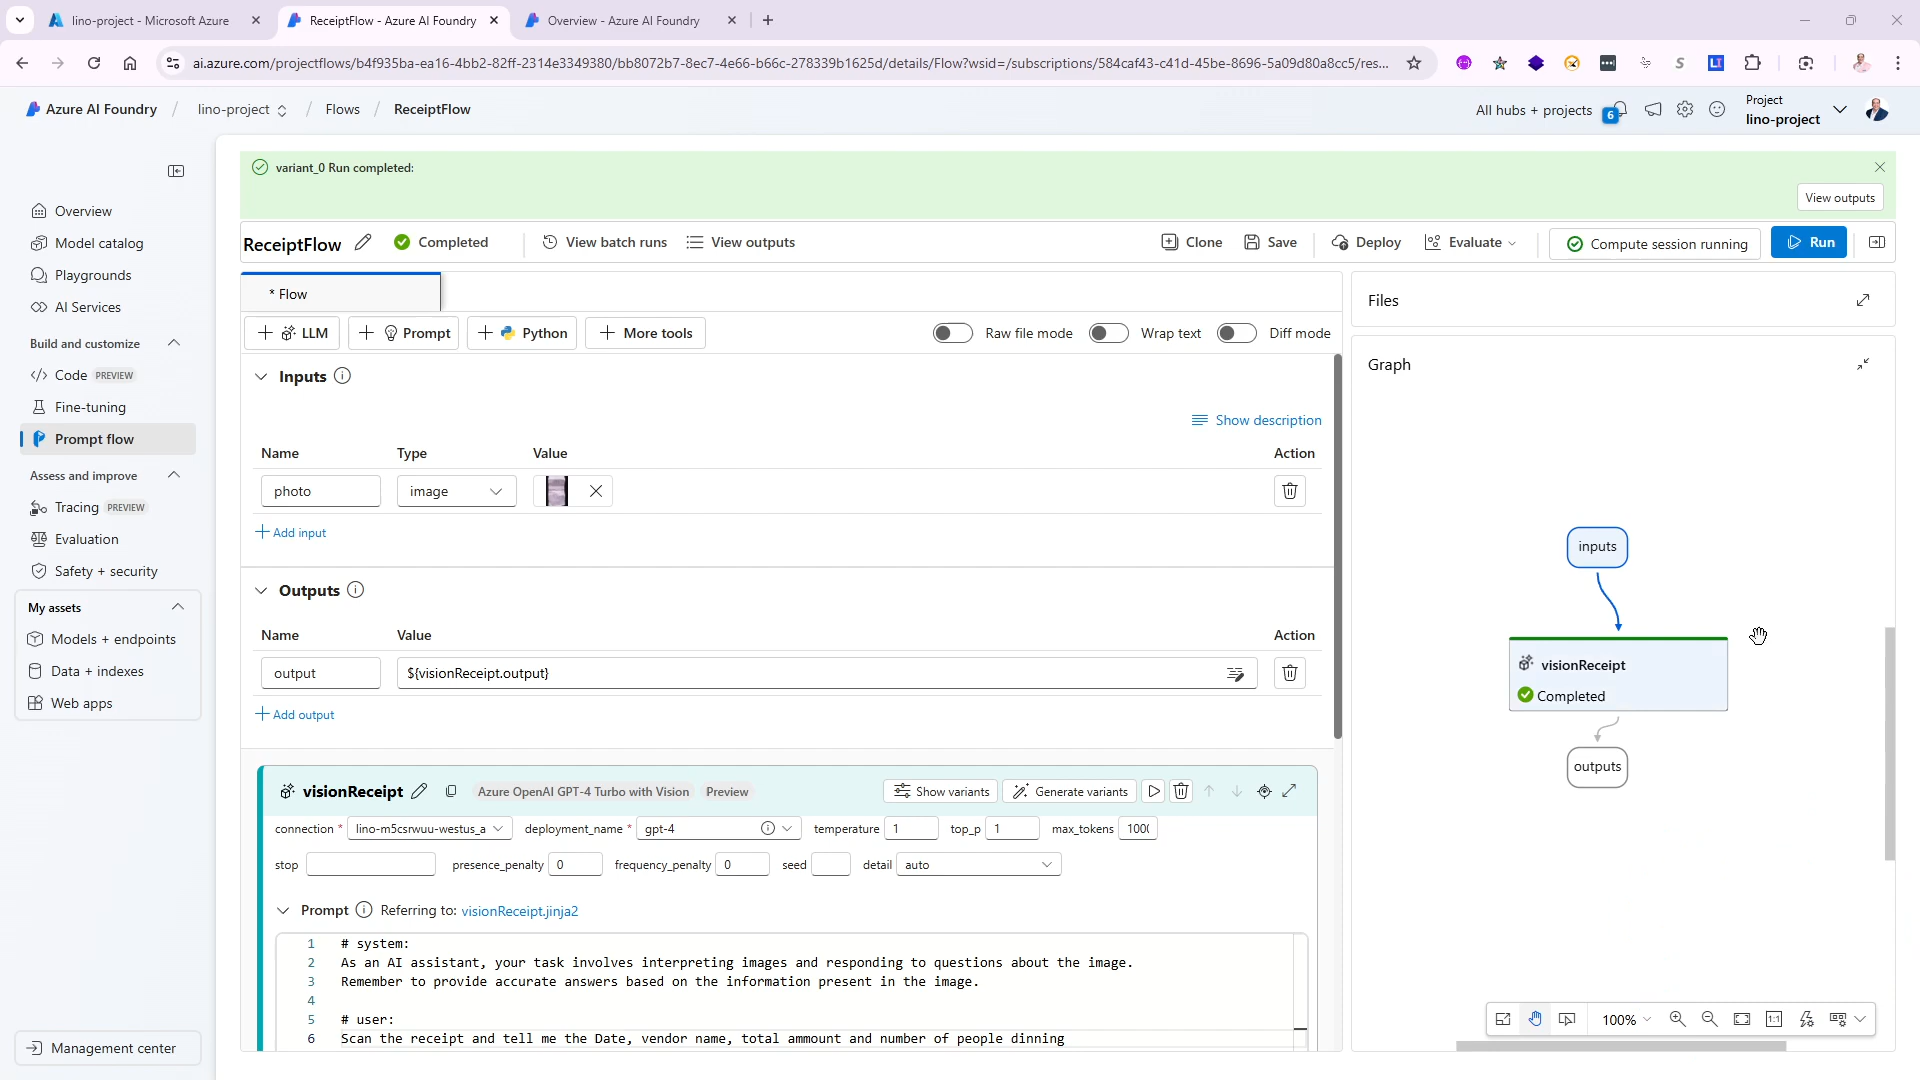 lino-project - Microsoft Azure
ReceiptFlow - Azure AI Foundry
Overview - Azure AI Foundry
ai.azure.com/projectflows/b4f935ba-ea16-4bb2-82ff-2314e3349380/bb8072b7-8ec7-4e66-b66c-278339b1625d/details/Flow?wsid=/subscriptions/584caf43-c41d-45be-8696-5a09d80a8cc5/res...
Azure AI Foundry / lino-project / Flows / ReceiptFlow
All hubs + projects
6
Project
lino-project
Overview
Model catalog
Playgrounds
AI Services
Build and customize
Code PREVIEW
Fine-tuning
Prompt flow
Assess and improve
Tracing PREVIEW
Evaluation
Safety + security
My assets
Models + endpoints
Data + indexes
Web apps
Management center
variant_0 Run completed:
View outputs
ReceiptFlow Completed View batch runs View outputs Clone Save Deploy Evaluate Compute session running Run
* Flow
LLM Prompt Python More tools Raw file mode Wrap text Diff mode
Inputs
Show description
Name Type Value Action
photo image
Add input
Outputs
Name Value Action
output ${visionReceipt.output}
Add output
visionReceipt Azure OpenAI GPT-4 Turbo with Vision Preview Show variants Generate variants
connection * lino-m5csrwuu-westus_a deployment_name * gpt-4 temperature 1 top_p 1 max_tokens 100(
stop presence_penalty 0 frequency_penalty 0 seed detail auto
Prompt Referring to: visionReceipt.jinja2
1 # system:
2 As an AI assistant, your task involves interpreting images and responding to questions about the image.
3 Remember to provide accurate answers based on the information present in the image.
4
5 # user:
6 Scan the receipt and tell me the Date, vendor name, total ammount and number of people dinning
Files
Graph
inputs
visionReceipt
Completed
outputs
100%
1:1